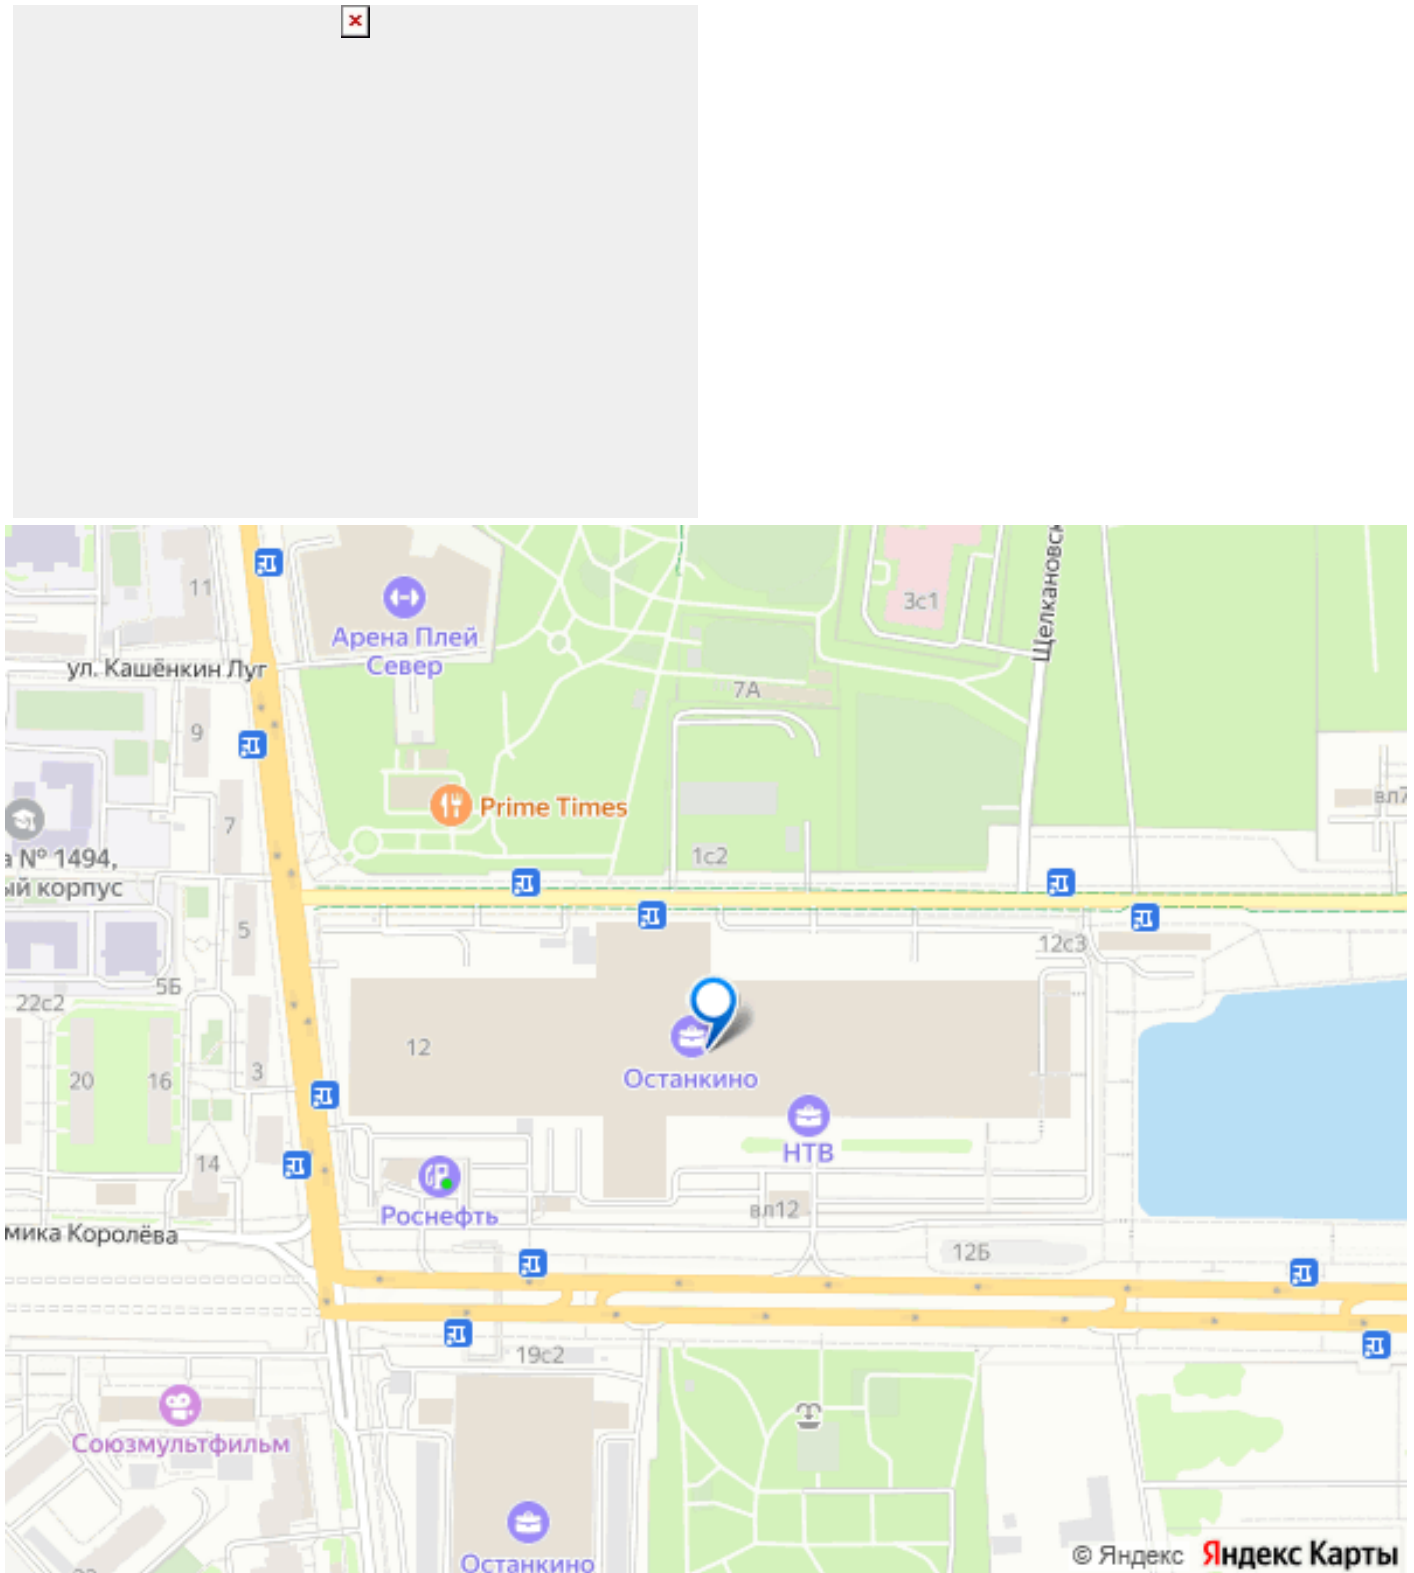 11
3с1
Щелкановск
Арена Плей
Север
ул. Кашёнкин Луг
7А
9
вл7
Prime Times
7
а № 1494,
ый корпус
1с2
5
12с3
5Б
22с2
12
3
20
16
Останкино
НТВ
14
Роснефть
вл12
мика Королёва
12Б
19с2
Союзмультфильм
Останкино
© Яндекс Яндекс Карты